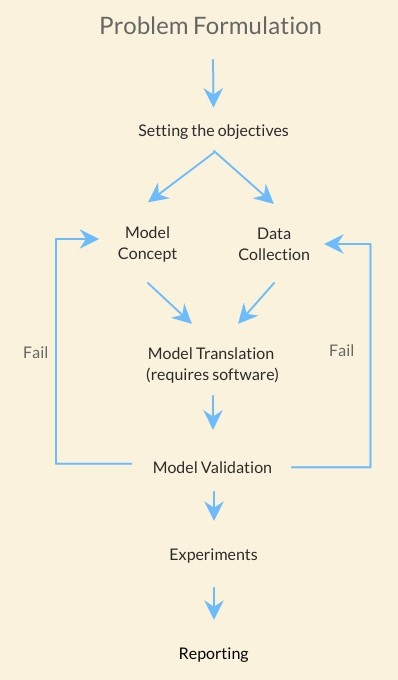 Problem Formulation
Setting the objectives
Model
Concept
Data
Collection
Fail
Fail
Model Translation
(requires software)
Model Validation
Experiments
Reporting